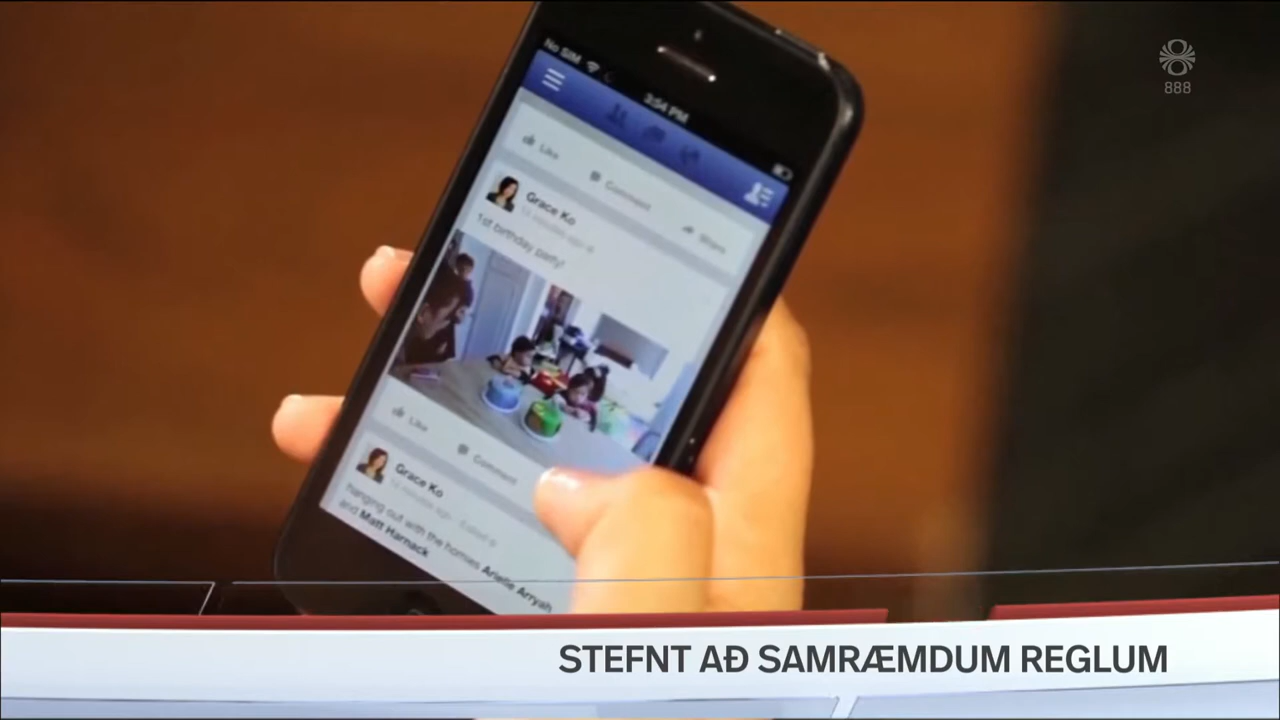 888
No SIM
3:54 PM
Like
Comment
Share
Grace Ko
1st birthday party!
Like
Comment
Grace Ko
hanging out with the homies Arielle Arryah
and Matt Harnack
STEFNT AÐ SAMRÆMDUM REGLUM